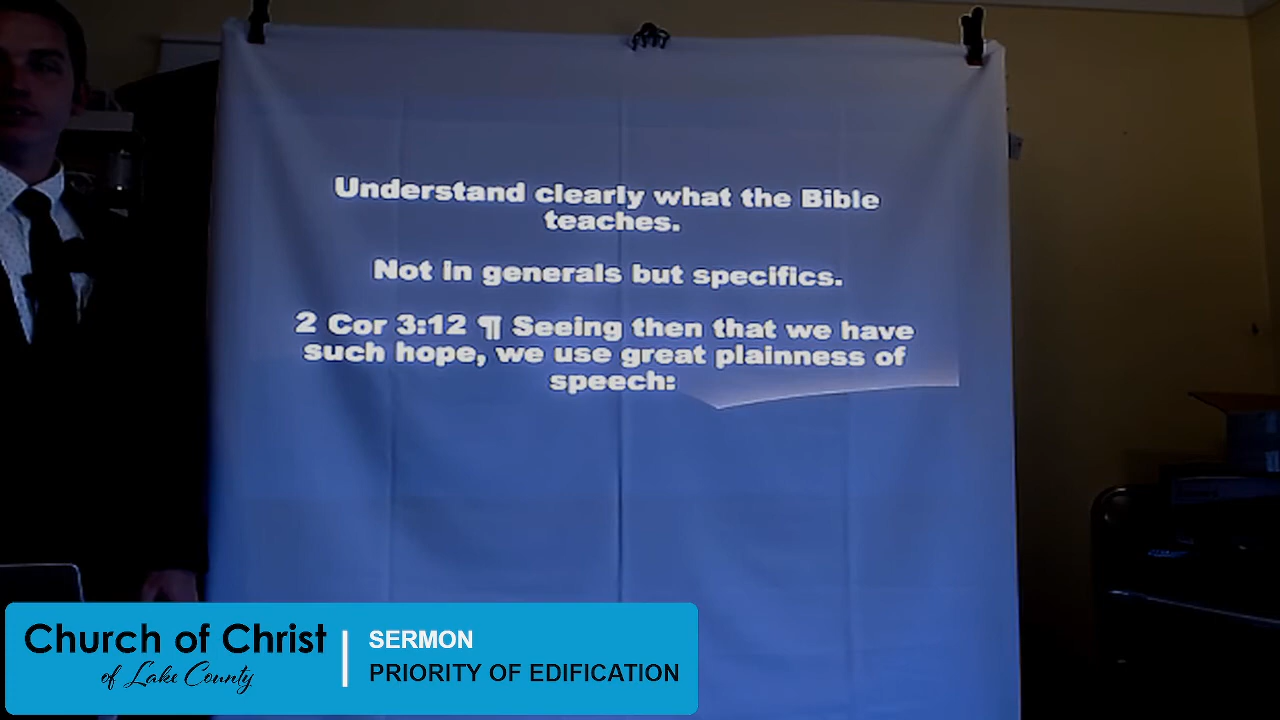 Understand clearly what the Bible
teaches.
Not in generals but specifics.
2 Cor 3:12 ¶ Seeing then that we have
such hope, we use great plainness of
speech:
Church of Christ
of Lake County
SERMON
PRIORITY OF EDIFICATION